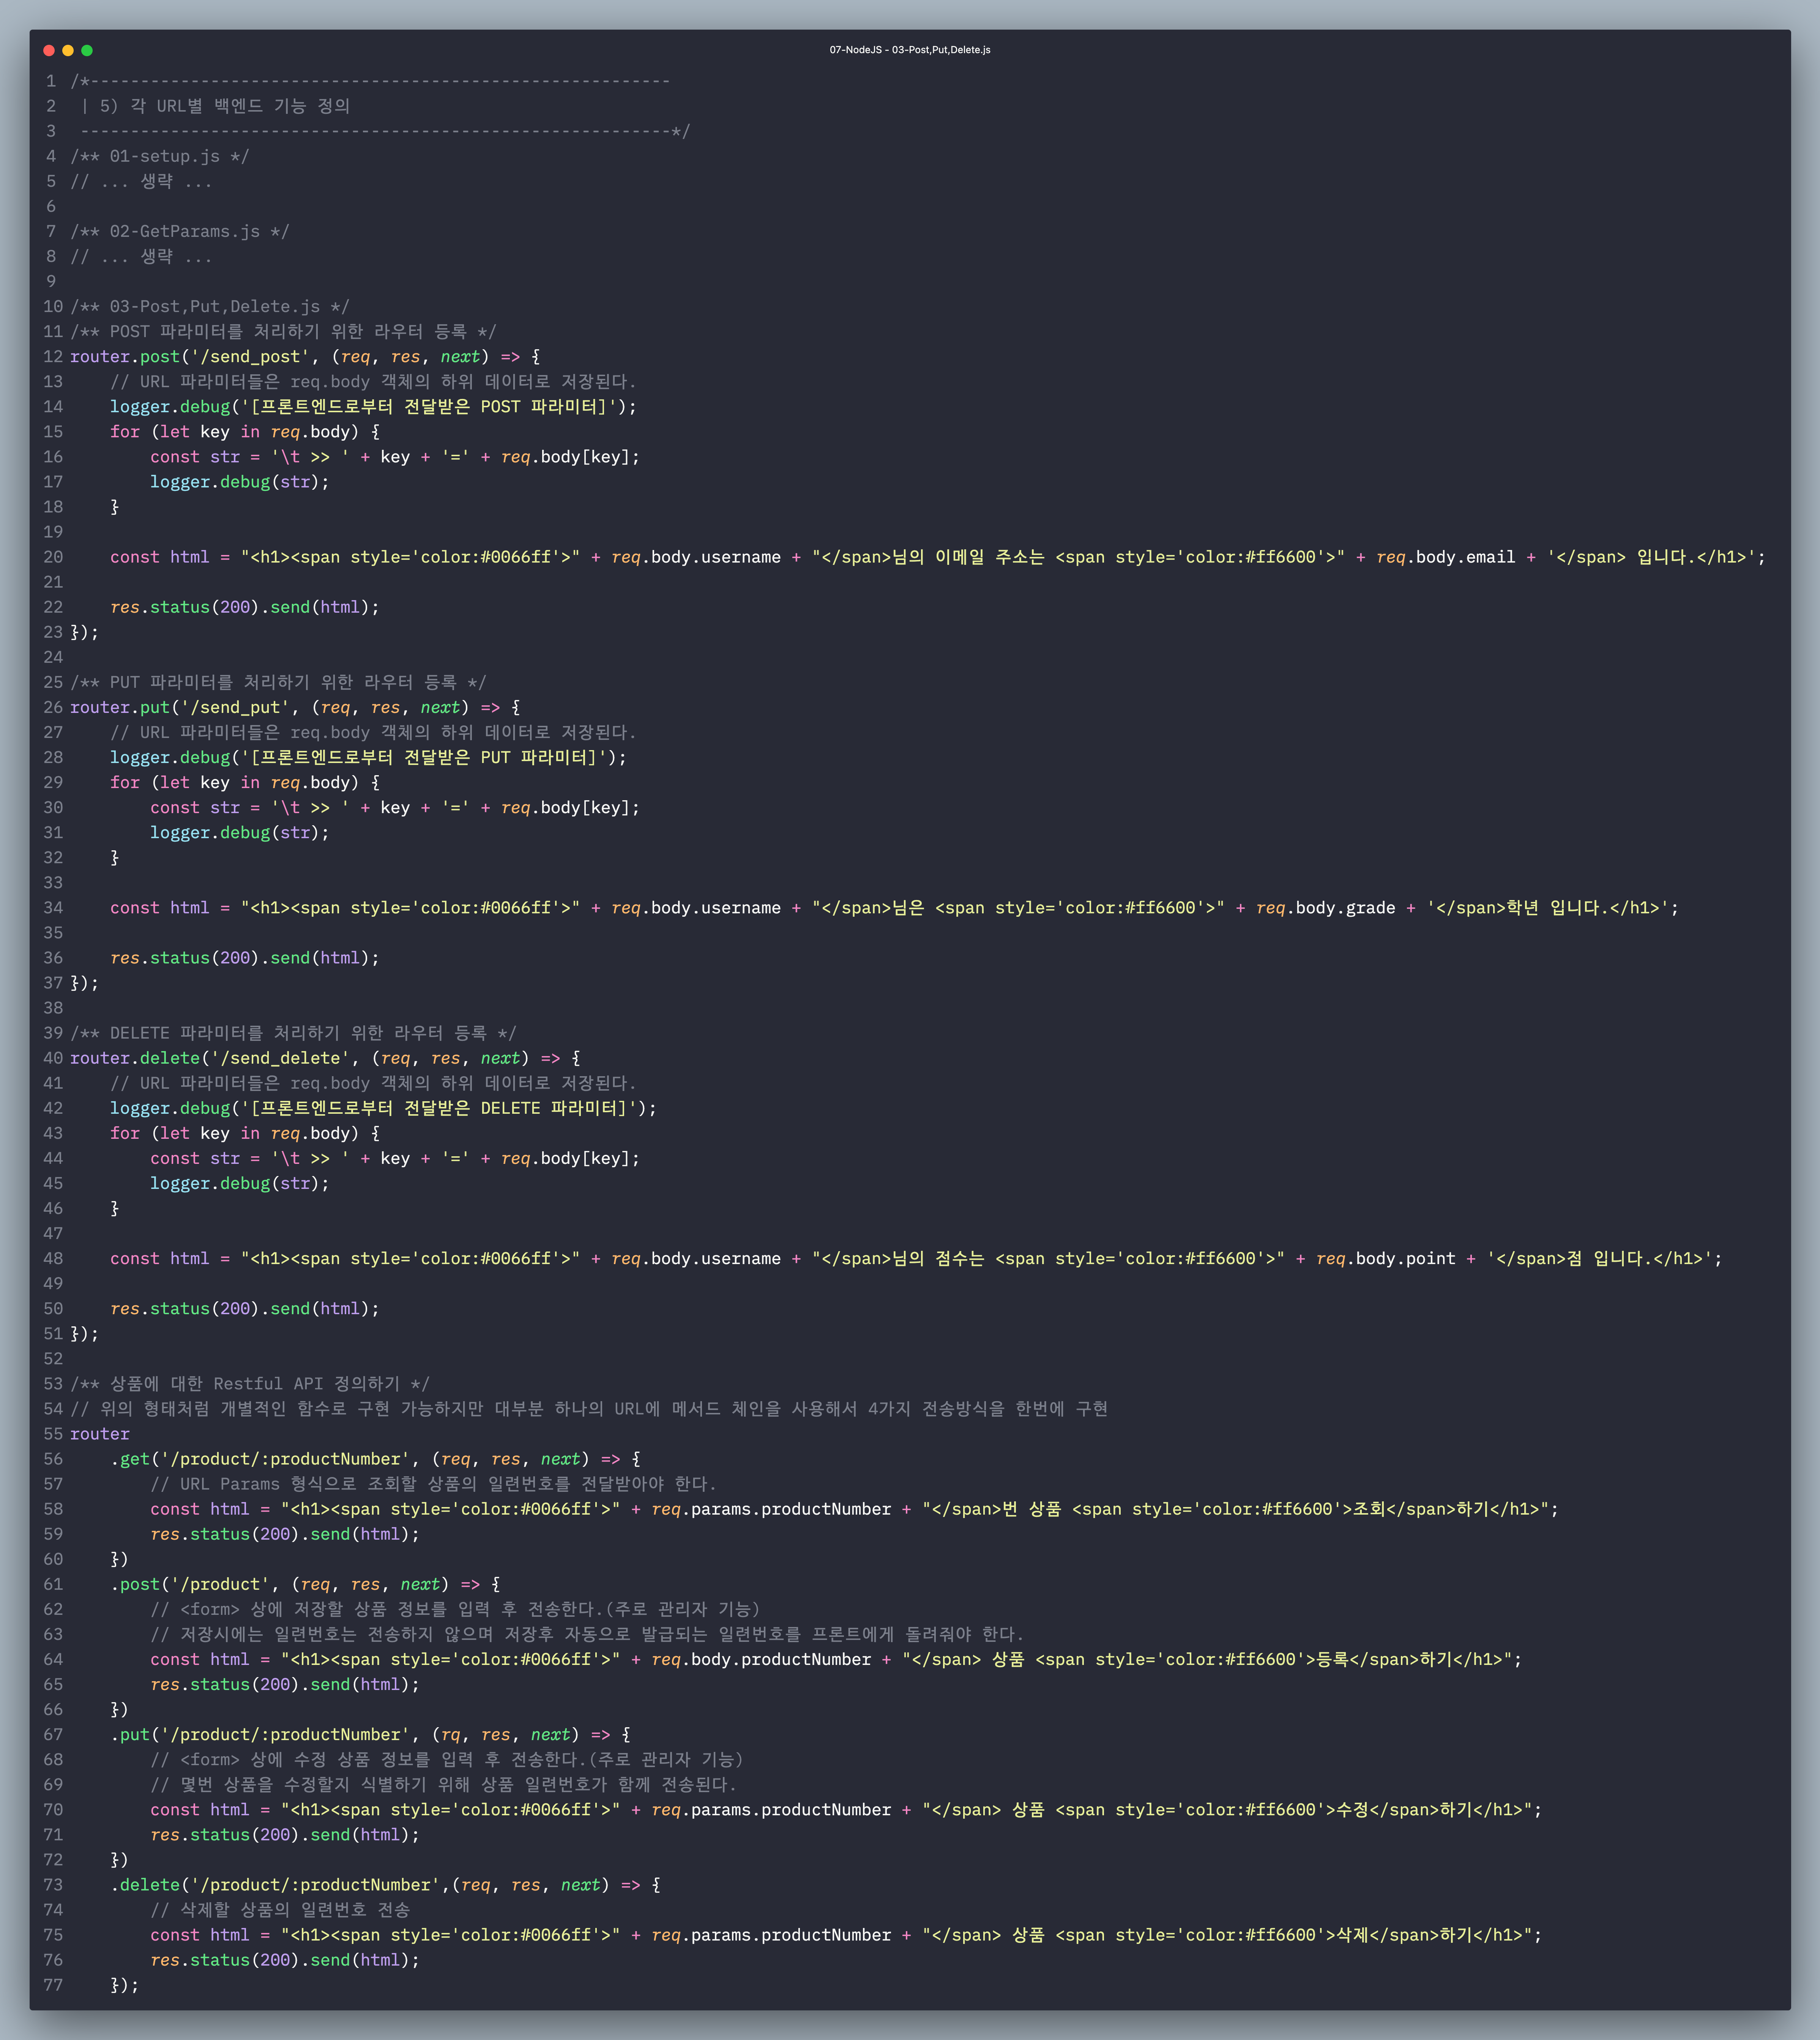 07-NodeJS - 03-Post,Put,Delete.js
1 /*----------------------------------------------------------
2  | 5) 각 URL별 백엔드 기능 정의
3  -----------------------------------------------------------*/
4 /** 01-setup.js */
5 // ... 생략 ...
6
7 /** 02-GetParams.js */
8 // ... 생략 ...
9
10 /** 03-Post,Put,Delete.js */
11 /** POST 파라미터를 처리하기 위한 라우터 등록 */
12 router.post('/send_post', (req, res, next) => {
13     // URL 파라미터들은 req.body 객체의 하위 데이터로 저장된다.
14     logger.debug('[프론트엔드로부터 전달받은 POST 파라미터]');
15     for (let key in req.body) {
16         const str = '\t >> ' + key + '=' + req.body[key];
17         logger.debug(str);
18     }
19
20     const html = "<h1><span style='color:#0066ff'>" + req.body.username + "</span>님의 이메일 주소는 <span style='color:#ff6600'>" + req.body.email + '</span> 입니다.</h1>';
21
22     res.status(200).send(html);
23 });
24
25 /** PUT 파라미터를 처리하기 위한 라우터 등록 */
26 router.put('/send_put', (req, res, next) => {
27     // URL 파라미터들은 req.body 객체의 하위 데이터로 저장된다.
28     logger.debug('[프론트엔드로부터 전달받은 PUT 파라미터]');
29     for (let key in req.body) {
30         const str = '\t >> ' + key + '=' + req.body[key];
31         logger.debug(str);
32     }
33
34     const html = "<h1><span style='color:#0066ff'>" + req.body.username + "</span>님은 <span style='color:#ff6600'>" + req.body.grade + '</span>학년 입니다.</h1>';
35
36     res.status(200).send(html);
37 });
38
39 /** DELETE 파라미터를 처리하기 위한 라우터 등록 */
40 router.delete('/send_delete', (req, res, next) => {
41     // URL 파라미터들은 req.body 객체의 하위 데이터로 저장된다.
42     logger.debug('[프론트엔드로부터 전달받은 DELETE 파라미터]');
43     for (let key in req.body) {
44         const str = '\t >> ' + key + '=' + req.body[key];
45         logger.debug(str);
46     }
47
48     const html = "<h1><span style='color:#0066ff'>" + req.body.username + "</span>님의 점수는 <span style='color:#ff6600'>" + req.body.point + '</span>점 입니다.</h1>';
49
50     res.status(200).send(html);
51 });
52
53 /** 상품에 대한 Restful API 정의하기 */
54 // 위의 형태처럼 개별적인 함수로 구현 가능하지만 대부분 하나의 URL에 메서드 체인을 사용해서 4가지 전송방식을 한번에 구현
55 router
56     .get('/product/:productNumber', (req, res, next) => {
57         // URL Params 형식으로 조회할 상품의 일련번호를 전달받아야 한다.
58         const html = "<h1><span style='color:#0066ff'>" + req.params.productNumber + "</span>번 상품 <span style='color:#ff6600'>조회</span>하기</h1>";
59         res.status(200).send(html);
60     })
61     .post('/product', (req, res, next) => {
62         // <form> 상에 저장할 상품 정보를 입력 후 전송한다.(주로 관리자 기능)
63         // 저장시에는 일련번호는 전송하지 않으며 저장후 자동으로 발급되는 일련번호를 프론트에게 돌려줘야 한다.
64         const html = "<h1><span style='color:#0066ff'>" + req.body.productNumber + "</span> 상품 <span style='color:#ff6600'>등록</span>하기</h1>";
65         res.status(200).send(html);
66     })
67     .put('/product/:productNumber', (rq, res, next) => {
68         // <form> 상에 수정 상품 정보를 입력 후 전송한다.(주로 관리자 기능)
69         // 몇번 상품을 수정할지 식별하기 위해 상품 일련번호가 함께 전송된다.
70         const html = "<h1><span style='color:#0066ff'>" + req.params.productNumber + "</span> 상품 <span style='color:#ff6600'>수정</span>하기</h1>";
71         res.status(200).send(html);
72     })
73     .delete('/product/:productNumber',(req, res, next) => {
74         // 삭제할 상품의 일련번호 전송
75         const html = "<h1><span style='color:#0066ff'>" + req.params.productNumber + "</span> 상품 <span style='color:#ff6600'>삭제</span>하기</h1>";
76         res.status(200).send(html);
77     });